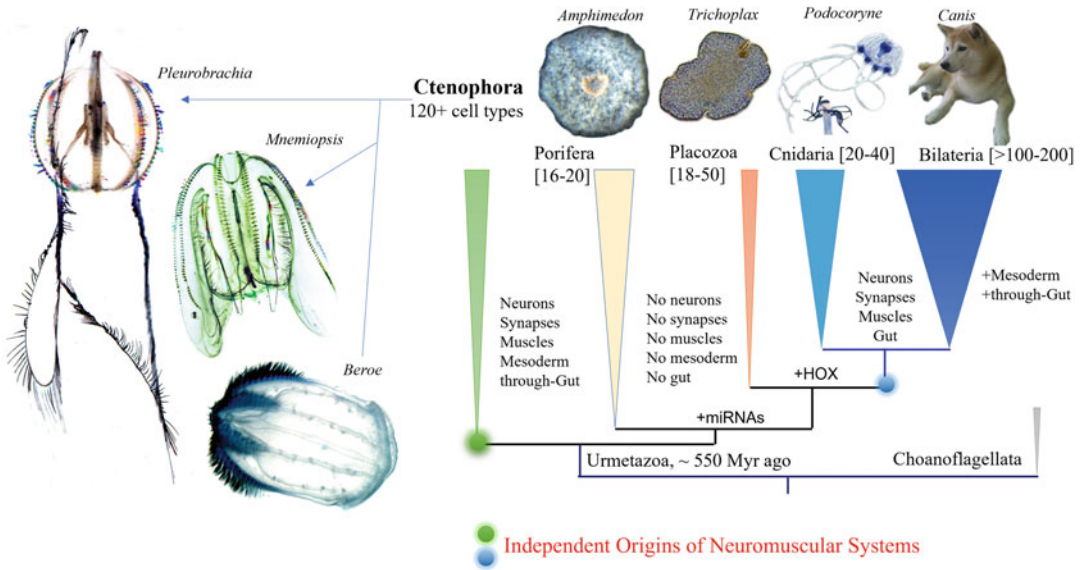 Pleurobrachia
Mnemiopsis
Beroe
Ctenophora
120+ cell types
Amphimedon
Trichoplax
Podocoryne
Canis
Porifera
[16-20]
Placozoa
[18-50]
Cnidaria [20-40]
Bilateria [>100-200]
Neurons
Synapses
Muscles
Mesoderm
through-Gut
No neurons
No synapses
No muscles
No mesoderm
No gut
Neurons
Synapses
Muscles
Gut
+Mesoderm
+through-Gut
+HOX
+miRNAs
Urmetazoa, ~ 550 Myr ago
Choanoflagellata
Independent Origins of Neuromuscular Systems